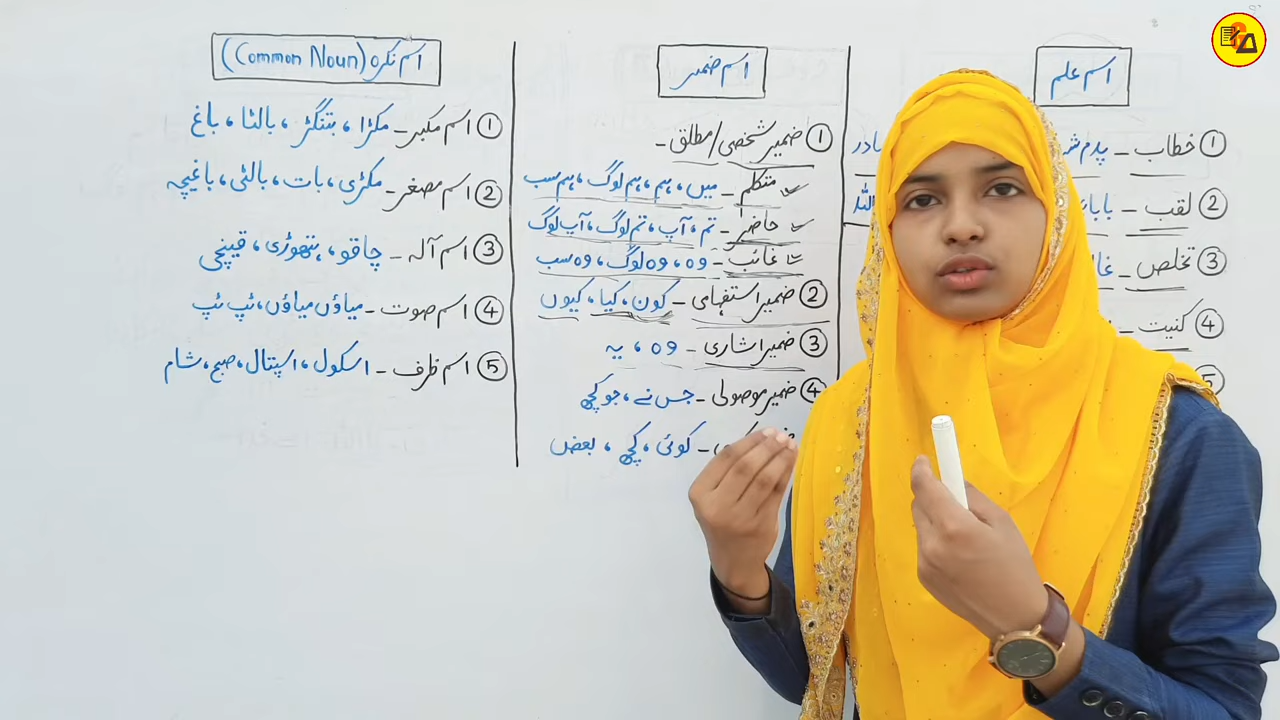 اسم علم
① خطاب -
② لقب - بابائے
③ تخلص -
④ کنیت -
⑤
اسم ضمیر
① ضمیر شخصی/مطلق -
متکلم - میں، ہم، ہم لوگ، ہم سب
حاضر - تم، آپ، تم لوگ، آپ لوگ
غائب - وہ، وہ لوگ، وہ سب
② ضمیر استفہامی - کون، کیا، کیوں
③ ضمیر اشاری - وہ، یہ
④ ضمیر موصولی - جس نے، جو کچھ
- کوئی، کچھ، بعض
اسم نکرہ (Common Noun)
① اسم مکبر - مکڑا، بتنگڑ، بالٹا، باغ
② اسم مصغر - مکڑی، بات، بالٹی، باغیچہ
③ اسم آلہ - چاقو، ہتھوڑی، قینچی
④ اسم صوت - میاؤں میاؤں، ٹپ ٹپ
⑤ اسم ظرف - اسکول، اسپتال، صبح، شام